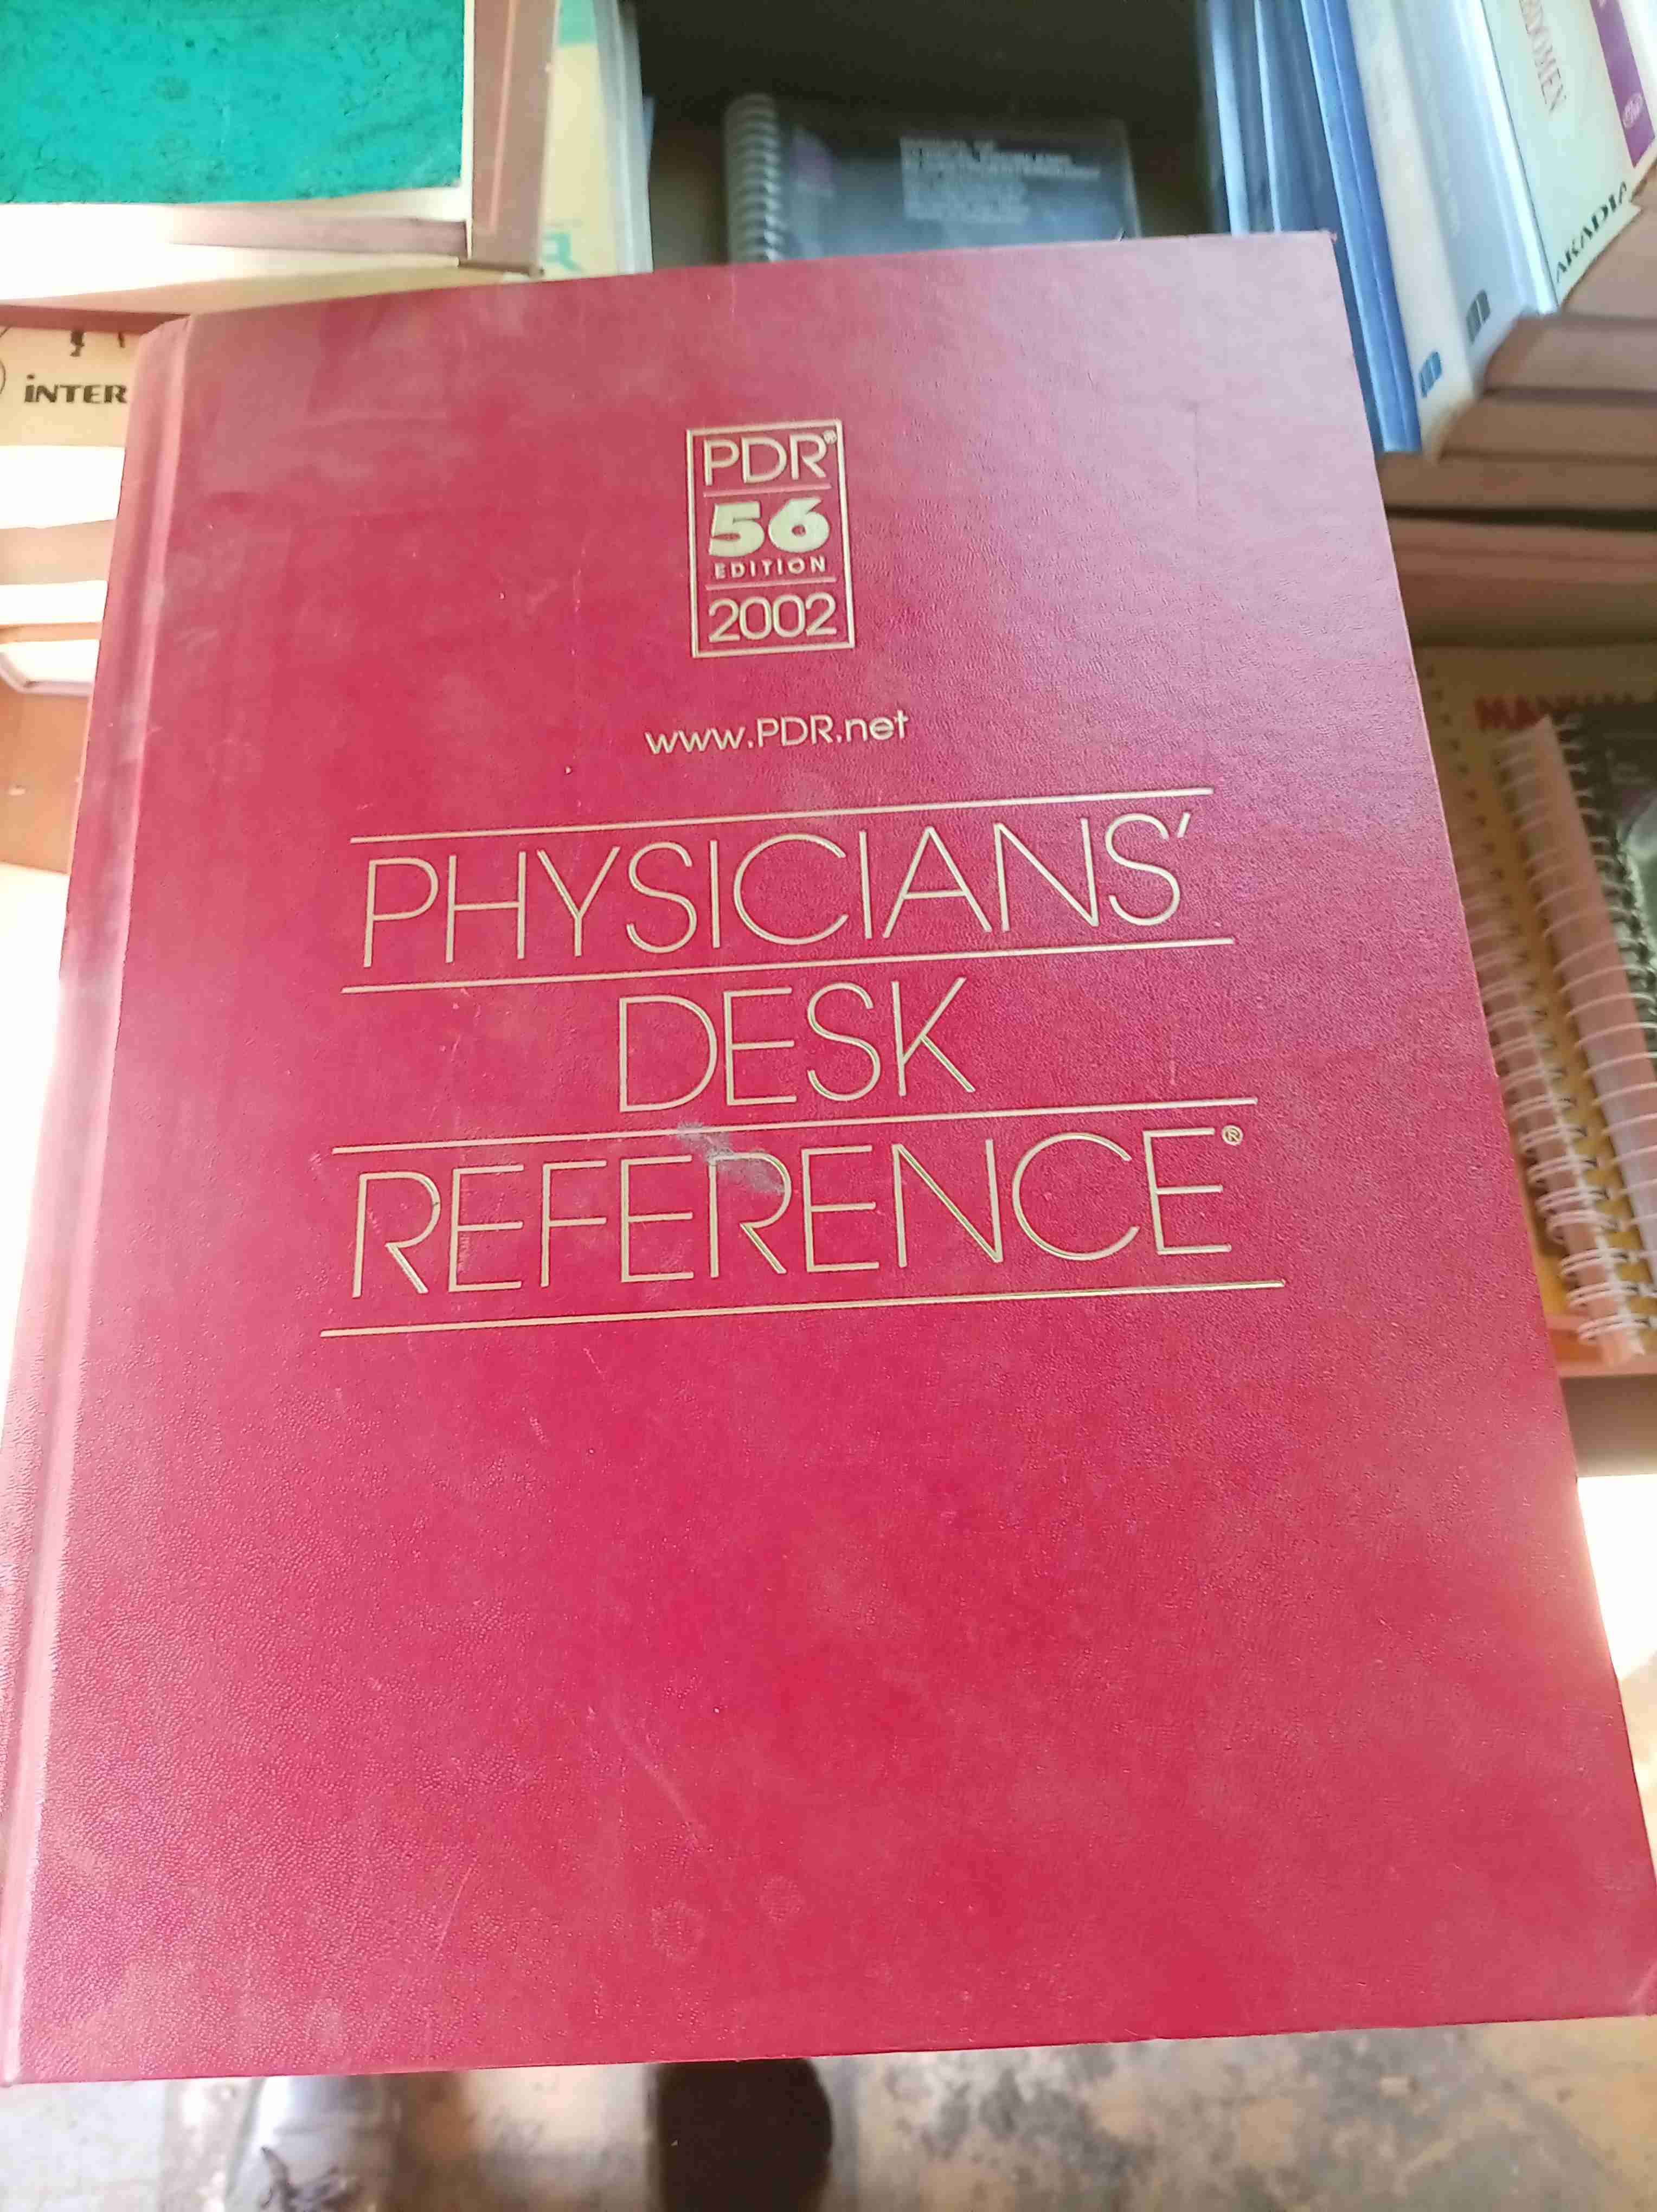 PDR®
56
EDITION
2002
www.PDR.net
PHYSICIANS'
DESK
REFERENCE®
INTER
AKADIA